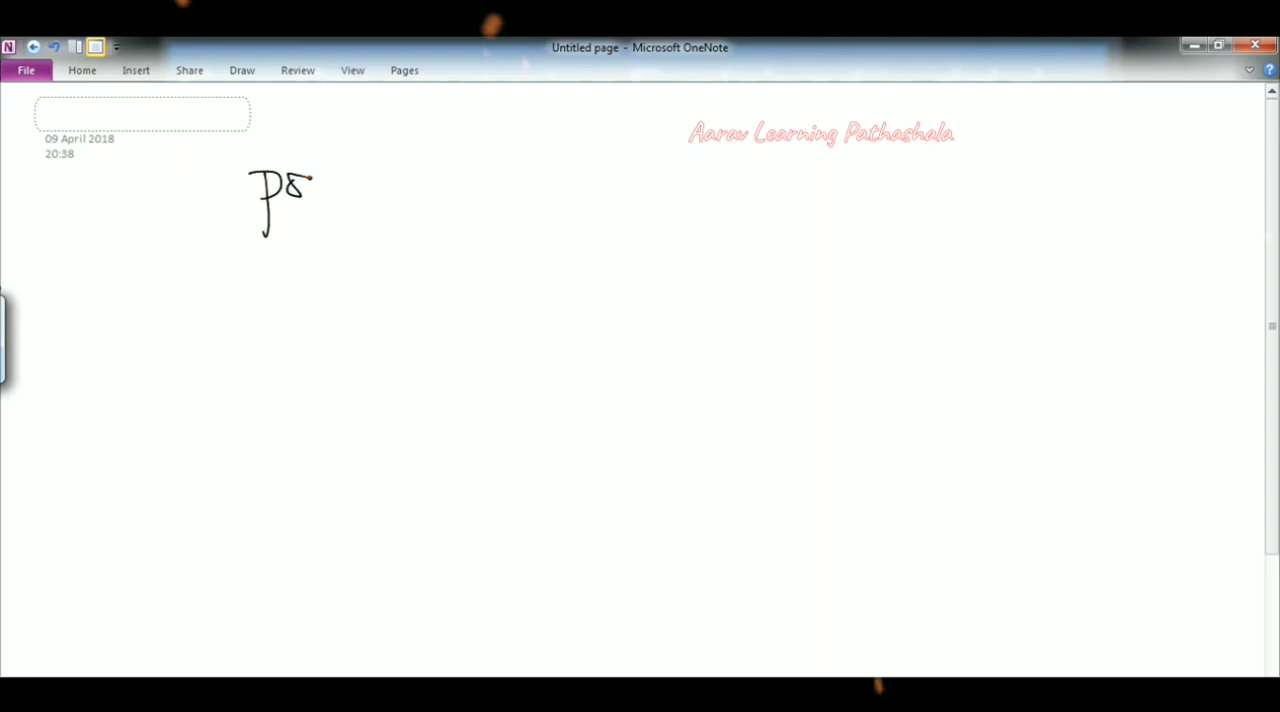 Untitled page - Microsoft OneNote
File Home Insert Share Draw Review View Pages
09 April 2018
20:38
Aarav Learning Pathashala